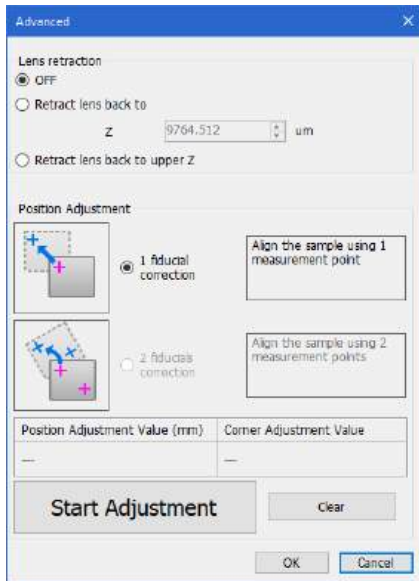 Advanced
Lens retraction
OFF
Retract lens back to
Z 9764.512 um
Retract lens back to upper Z
Position Adjustment
1 fiducial
correction
Align the sample using 1
measurement point
2 fiducials
correction
Align the sample using 2
measurement points
Position Adjustment Value (mm) Corner Adjustment Value
--- ---
Start Adjustment Clear
OK Cancel